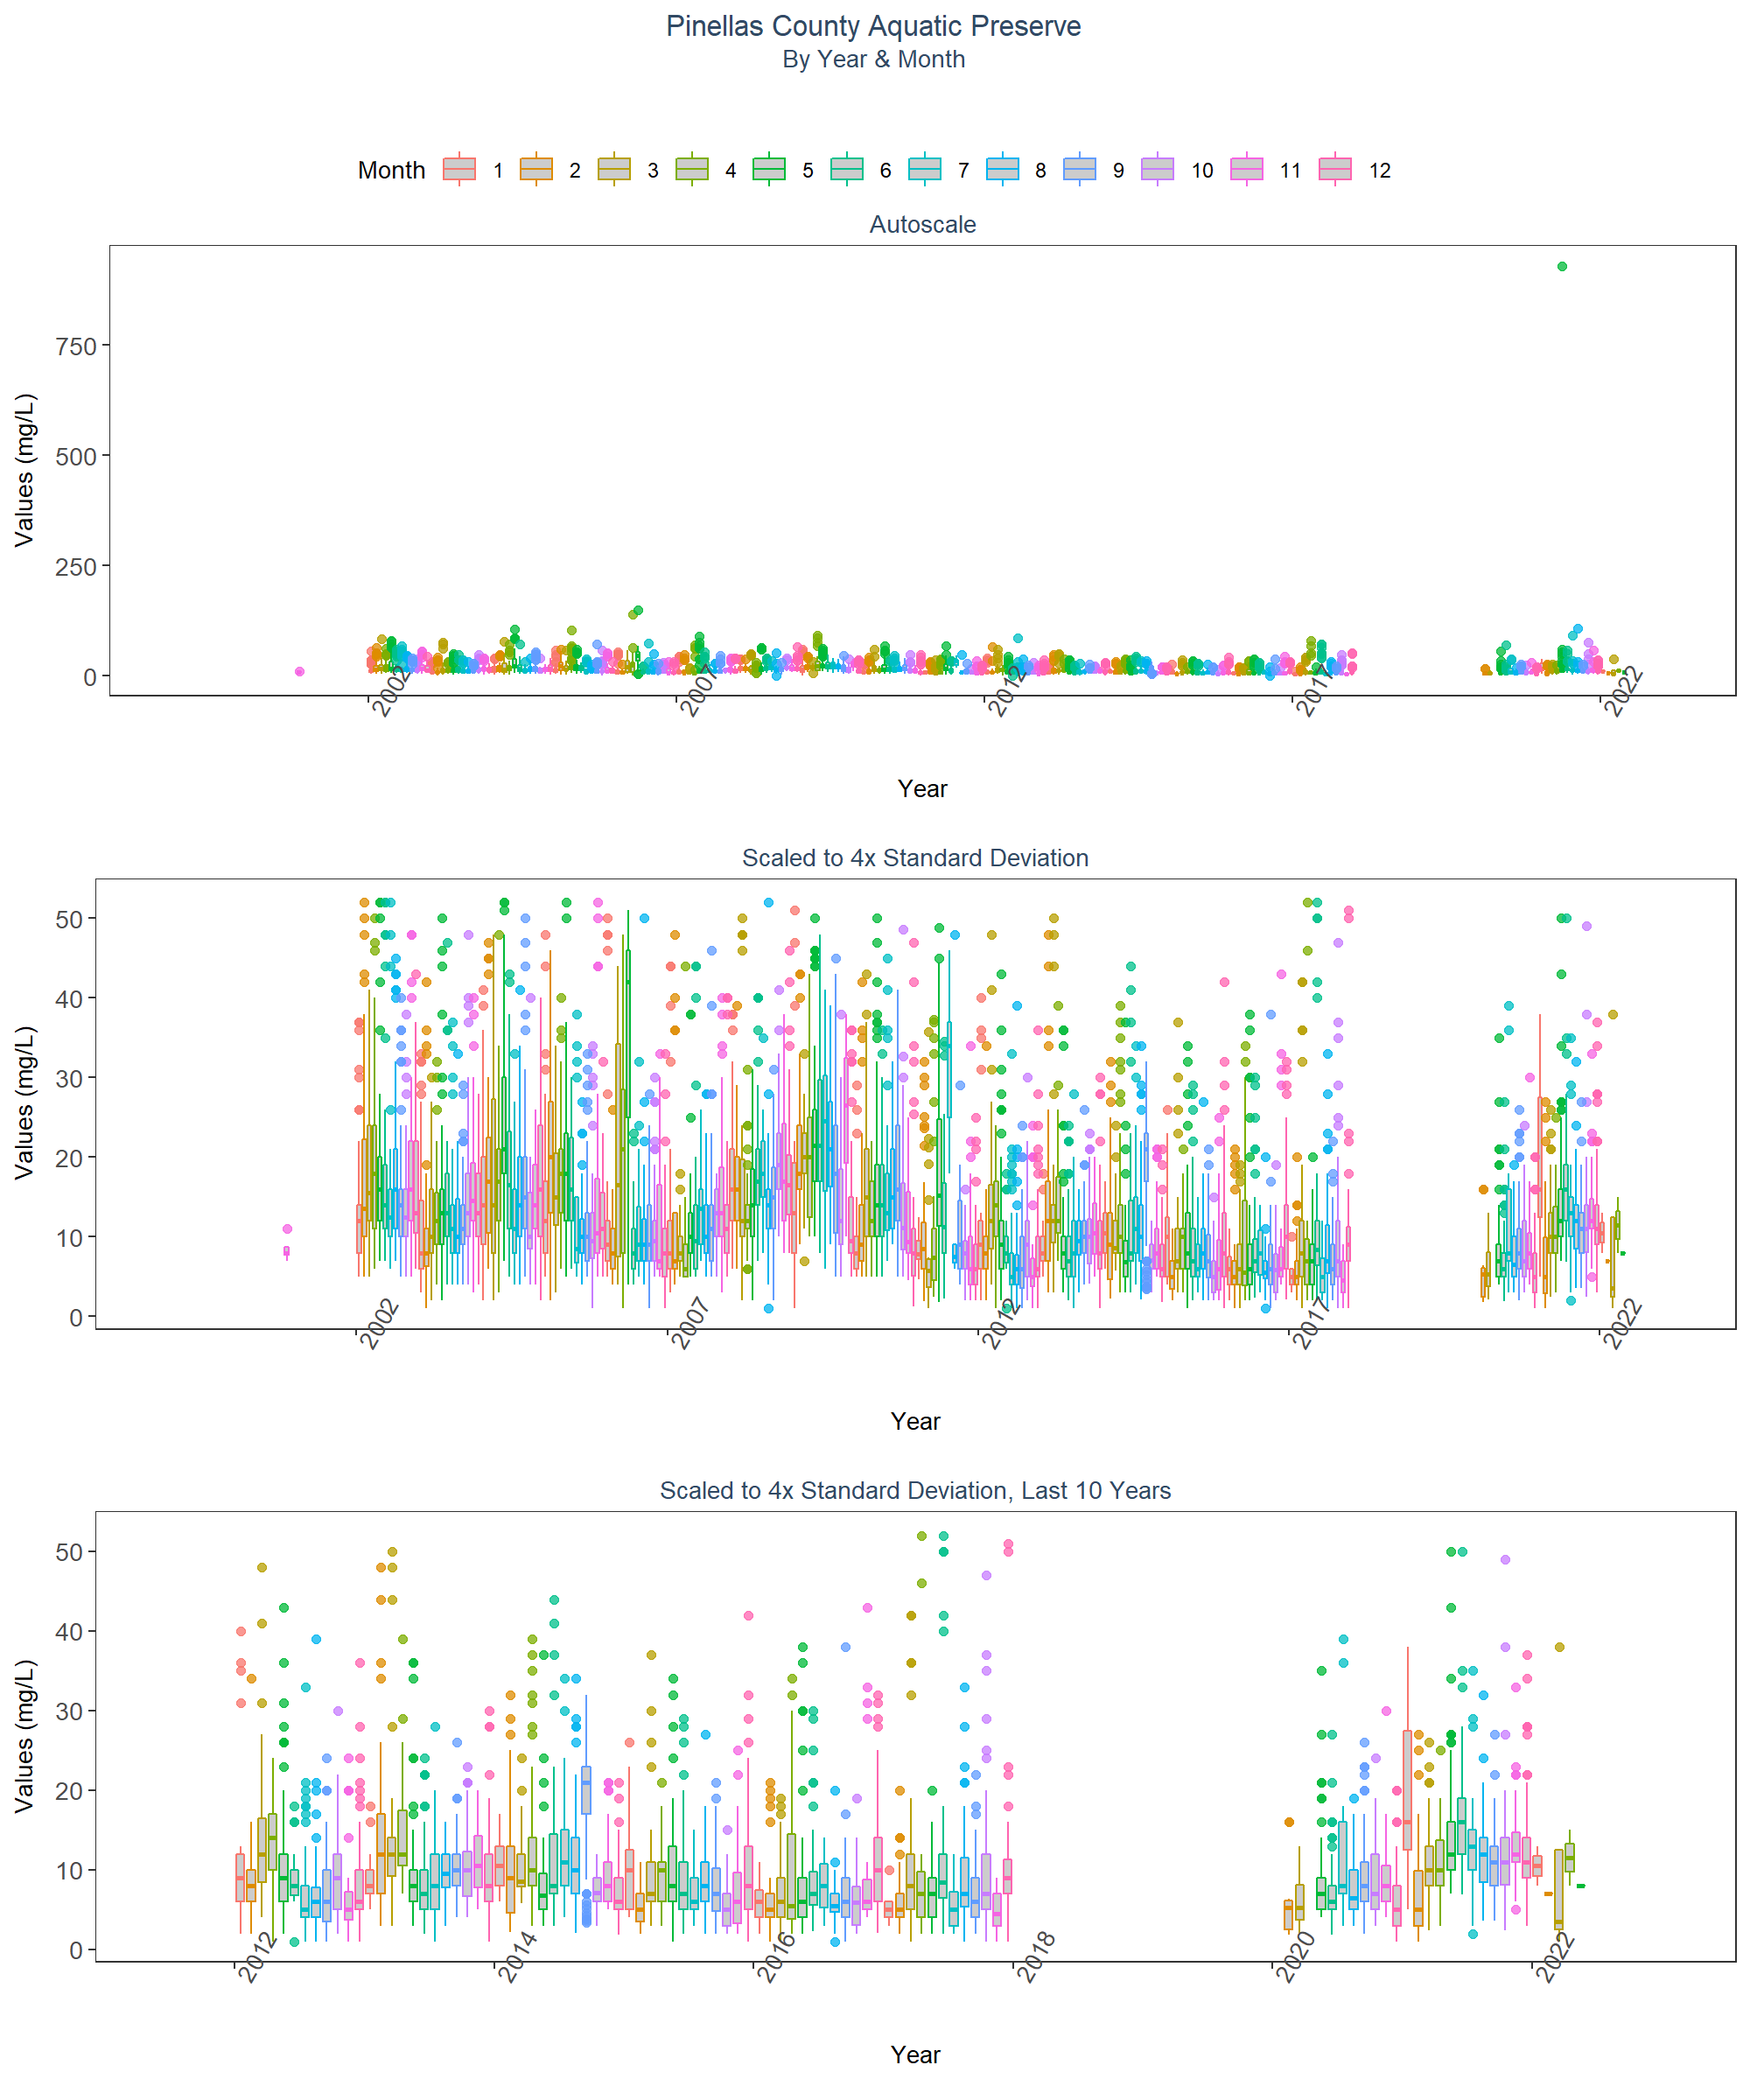 Pinellas County Aquatic Preserve
By Year & Month
Month 1 2 3 4 5 6 7 8 9 10 11 12
Autoscale
Values (mg/L)
750
500
250
0
2002 2007 2012 2017 2022
Year
Scaled to 4x Standard Deviation
Values (mg/L)
50
40
30
20
10
0
2002 2007 2012 2017 2022
Year
Scaled to 4x Standard Deviation, Last 10 Years
Values (mg/L)
50
40
30
20
10
0
2012 2014 2016 2018 2020 2022
Year